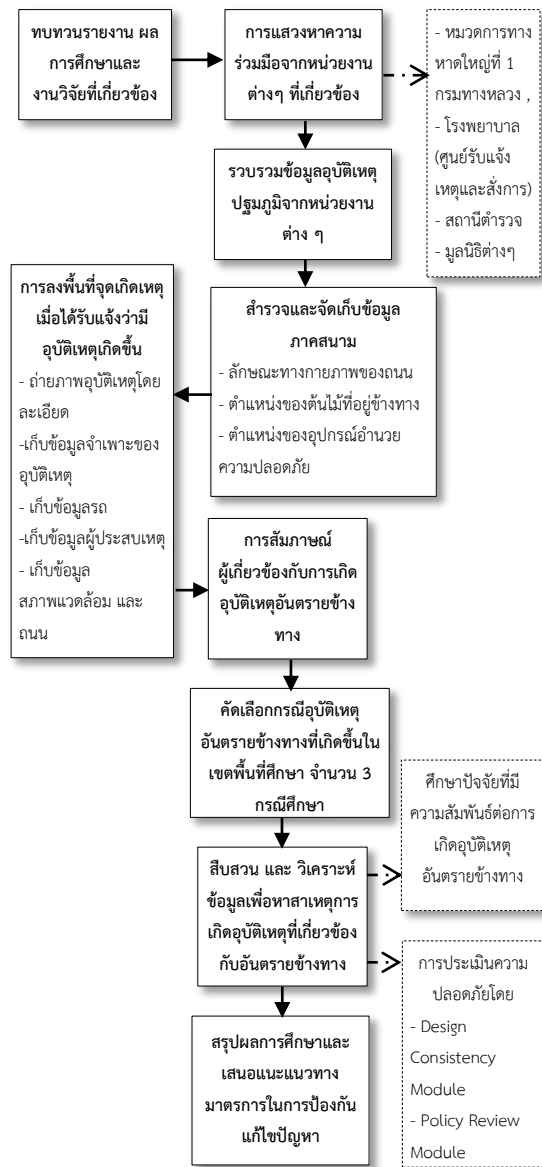 ทบทวนรายงาน ผล
การศึกษาและ
งานวิจัยที่เกี่ยวข้อง
การแสวงหาความ
ร่วมมือจากหน่วยงาน
ต่างๆ ที่เกี่ยวข้อง
- หมวดการทาง
หาดใหญ่ที่ 1
กรมทางหลวง ,
- โรงพยาบาล
(ศูนย์รับแจ้ง
เหตุและสั่งการ)
- สถานีตำรวจ
- มูลนิธิต่างๆ
รวบรวมข้อมูลอุบัติเหตุ
ปฐมภูมิจากหน่วยงาน
ต่าง ๆ
สำรวจและจัดเก็บข้อมูล
ภาคสนาม
- ลักษณะทางกายภาพของถนน
- ตำแหน่งของต้นไม้ที่อยู่ข้างทาง
- ตำแหน่งของอุปกรณ์อำนวย
ความปลอดภัย
การลงพื้นที่จุดเกิดเหตุ
เมื่อได้รับแจ้งว่ามี
อุบัติเหตุเกิดขึ้น
- ถ่ายภาพอุบัติเหตุโดย
ละเอียด
-เก็บข้อมูลจำเพาะของ
อุบัติเหตุ
- เก็บข้อมูลรถ
-เก็บข้อมูลผู้ประสบเหตุ
- เก็บข้อมูล
สภาพแวดล้อม และ
ถนน
การสัมภาษณ์
ผู้เกี่ยวข้องกับการเกิด
อุบัติเหตุอันตรายข้าง
ทาง
คัดเลือกกรณีอุบัติเหตุ
อันตรายข้างทางที่เกิดขึ้นใน
เขตพื้นที่ศึกษา จำนวน 3
กรณีศึกษา
ศึกษาปัจจัยที่มี
ความสัมพันธ์ต่อการ
เกิดอุบัติเหตุ
อันตรายข้างทาง
สืบสวน และ วิเคราะห์
ข้อมูลเพื่อหาสาเหตุการ
เกิดอุบัติเหตุที่เกี่ยวข้อง
กับอันตรายข้างทาง
การประเมินความ
ปลอดภัยโดย
- Design
Consistency
Module
- Policy Review
Module
สรุปผลการศึกษาและ
เสนอแนะแนวทาง
มาตรการในการป้องกัน
แก้ไขปัญหา